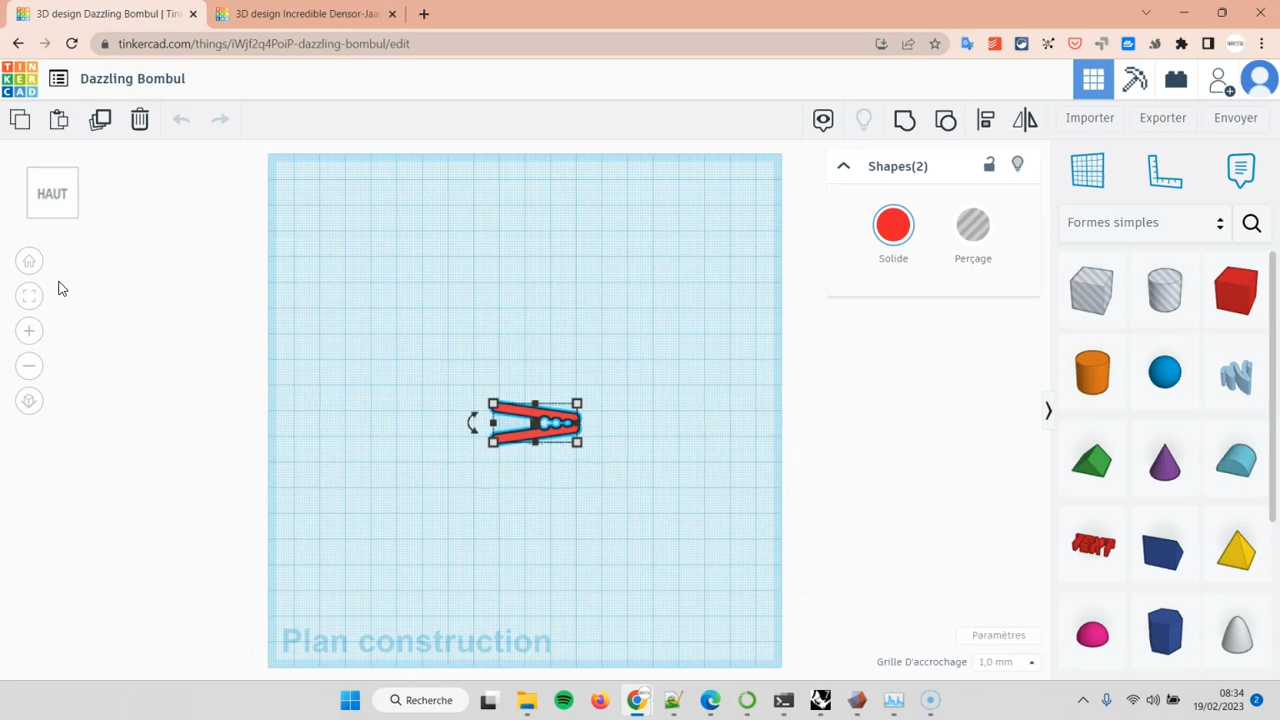 3D design Dazzling Bombul | Tin
3D design Incredible Densor-Jaa
tinkercad.com/things/iWjf2q4PoiP-dazzling-bombul/edit
TIN
KER
CAD
Dazzling Bombul
Importer
Exporter
Envoyer
HAUT
Shapes(2)
Solide
Perçage
Formes simples
TEXT
Plan construction
Paramètres
Grille D'accrochage
1,0 mm
Recherche
08:34
19/02/2023
2